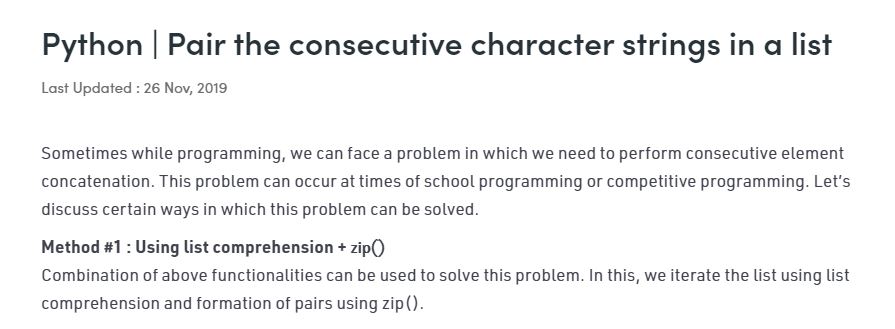 Python | Pair the consecutive character strings in a list
Last Updated : 26 Nov, 2019
Sometimes while programming, we can face a problem in which we need to perform consecutive element
concatenation. This problem can occur at times of school programming or competitive programming. Let’s
discuss certain ways in which this problem can be solved.
Method #1 : Using list comprehension + zip()
Combination of above functionalities can be used to solve this problem. In this, we iterate the list using list
comprehension and formation of pairs using zip().